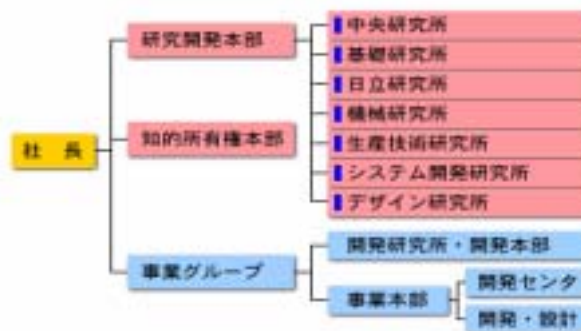 社 長
研究開発本部
中央研究所
基礎研究所
日立研究所
機械研究所
生産技術研究所
システム開発研究所
デザイン研究所
知的所有権本部
事業グループ
開発研究所・開発本部
事業本部
開発センタ
開発・設計